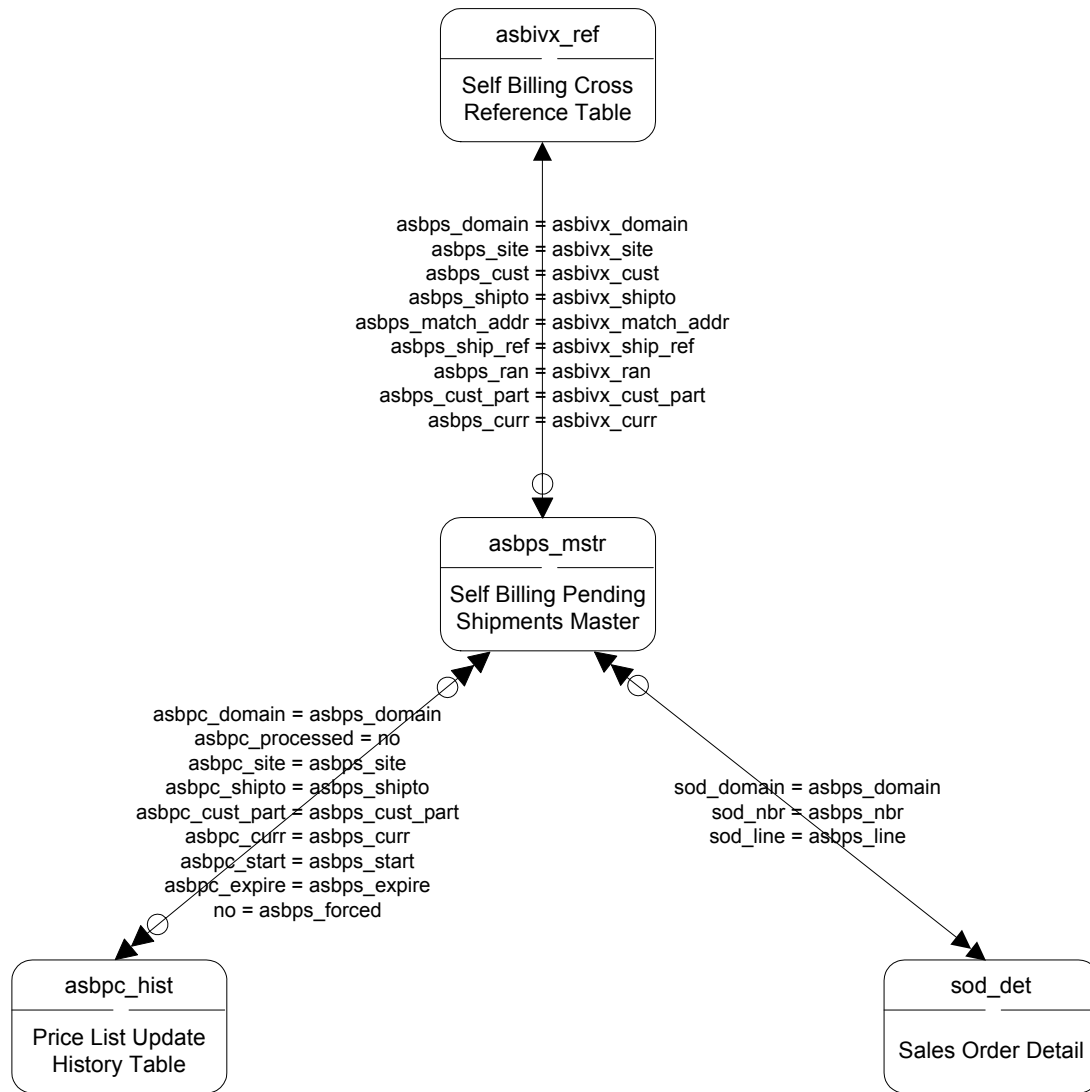 asbivx_ref
Self Billing Cross
Reference Table
asbps_domain = asbivx_domain
asbps_site = asbivx_site
asbps_cust = asbivx_cust
asbps_shipto = asbivx_shipto
asbps_match_addr = asbivx_match_addr
asbps_ship_ref = asbivx_ship_ref
asbps_ran = asbivx_ran
asbps_cust_part = asbivx_cust_part
asbps_curr = asbivx_curr
asbps_mstr
Self Billing Pending
Shipments Master
asbpc_domain = asbps_domain
asbpc_processed = no
asbpc_site = asbps_site
asbpc_shipto = asbps_shipto
asbpc_cust_part = asbps_cust_part
asbpc_curr = asbps_curr
asbpc_start = asbps_start
asbpc_expire = asbps_expire
no = asbps_forced
sod_domain = asbps_domain
sod_nbr = asbps_nbr
sod_line = asbps_line
asbpc_hist
Price List Update
History Table
sod_det
Sales Order Detail